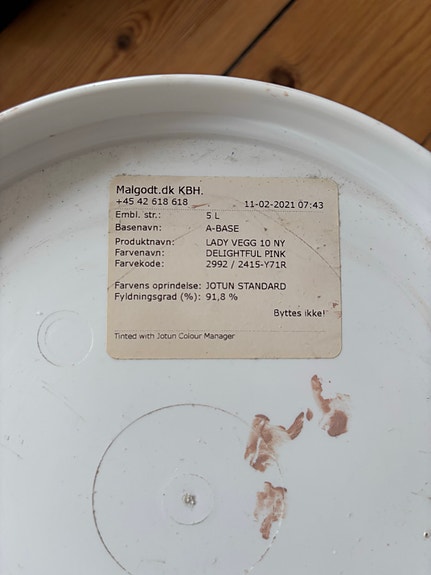 Malgodt.dk KBH.
+45 42 618 618 11-02-2021 07:43
Embl. str.: 5 L
Basenavn: A-BASE
Produktnavn: LADY VEGG 10 NY
Farvenavn: DELIGHTFUL PINK
Farvekode: 2992 / 2415-Y71R
Farvens oprindelse: JOTUN STANDARD
Fyldningsgrad (%): 91,8 %
Byttes ikke!
Tinted with Jotun Colour Manager